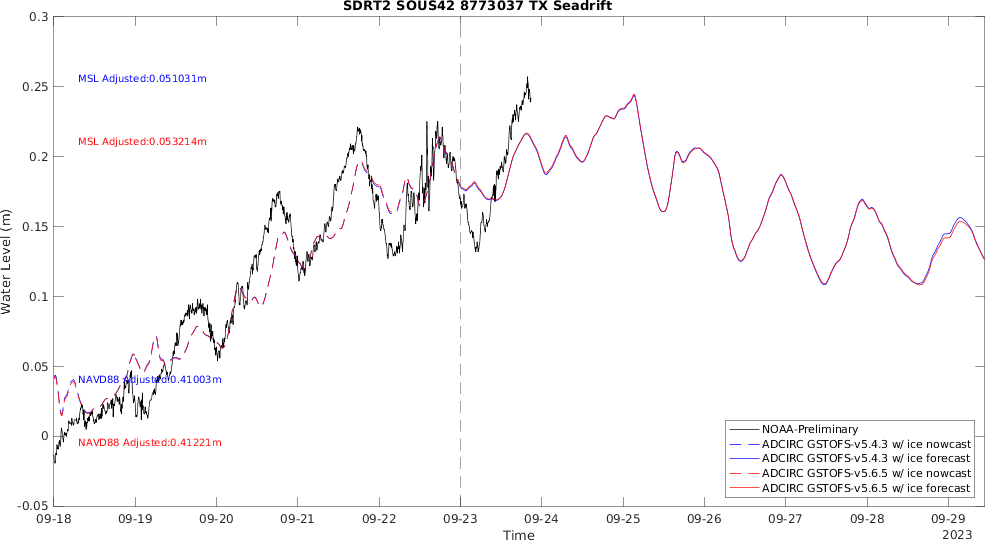 SDRT2 SOUS42 8773037 TX Seadrift
0.3
0.25
0.2
0.15
0.1
0.05
0
-0.05
Water Level (m)
MSL Adjusted:0.051031m
MSL Adjusted:0.053214m
NAVD88 Adjusted:0.41003m
NAVD88 Adjusted:0.41221m
NOAA-Preliminary
ADCIRC GSTOFS-v5.4.3 w/ ice nowcast
ADCIRC GSTOFS-v5.4.3 w/ ice forecast
ADCIRC GSTOFS-v5.6.5 w/ ice nowcast
ADCIRC GSTOFS-v5.6.5 w/ ice forecast
09-18 09-19 09-20 09-21 09-22 09-23 09-24 09-25 09-26 09-27 09-28 09-29
Time
2023